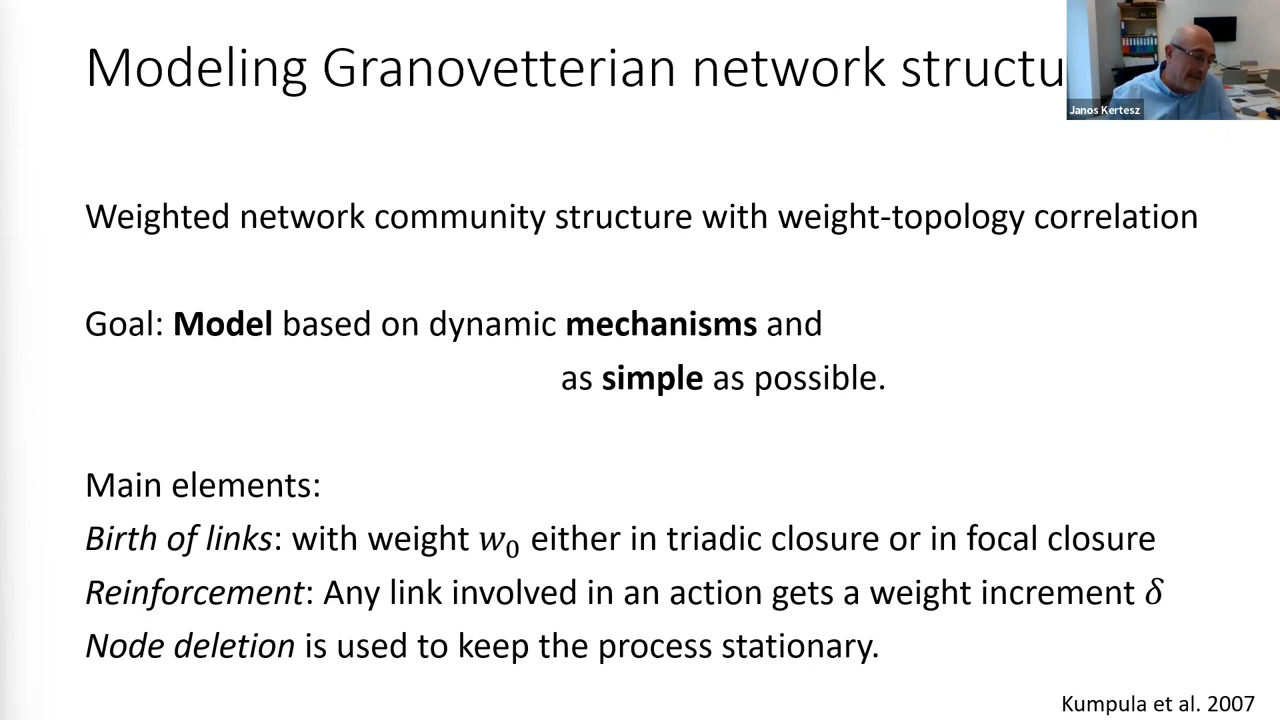 Modeling Granovetterian network structu
Janos Kertesz
Weighted network community structure with weight-topology correlation
Goal: Model based on dynamic mechanisms and
as simple as possible.
Main elements:
Birth of links: with weight w₀ either in triadic closure or in focal closure
Reinforcement: Any link involved in an action gets a weight increment δ
Node deletion is used to keep the process stationary.
Kumpula et al. 2007